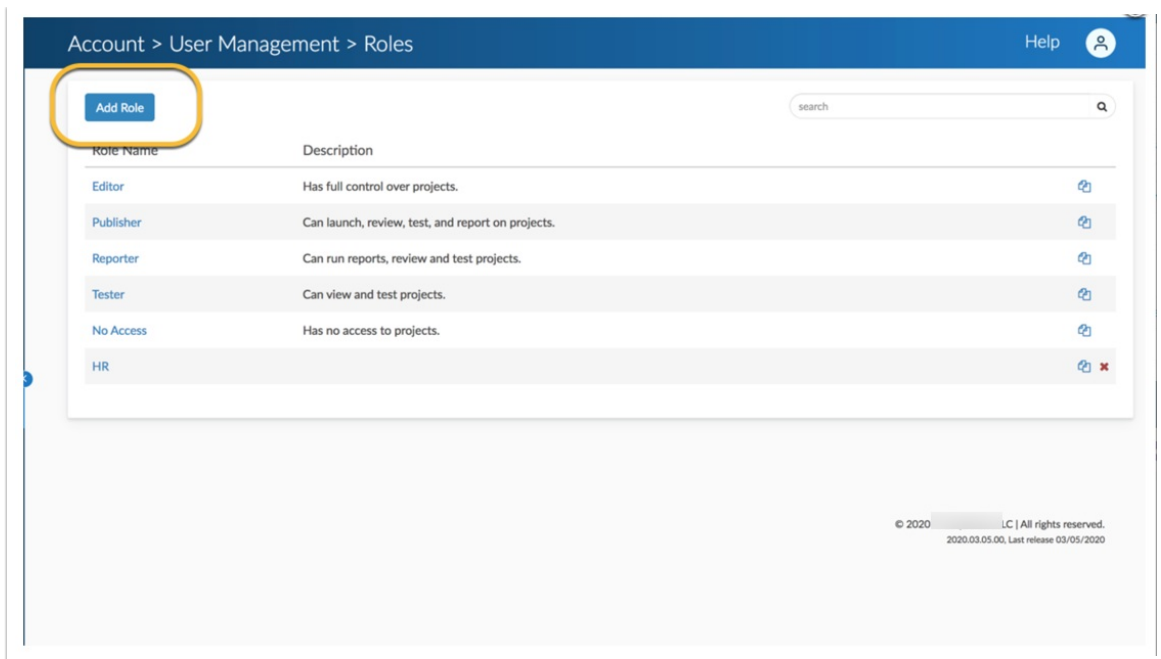 Account > User Management > Roles
Help
Add Role
search
Role Name
Description
Editor
Has full control over projects.
Publisher
Can launch, review, test, and report on projects.
Reporter
Can run reports, review and test projects.
Tester
Can view and test projects.
No Access
Has no access to projects.
HR
© 2020 LC | All rights reserved.
2020.03.05.00, Last release 03/05/2020